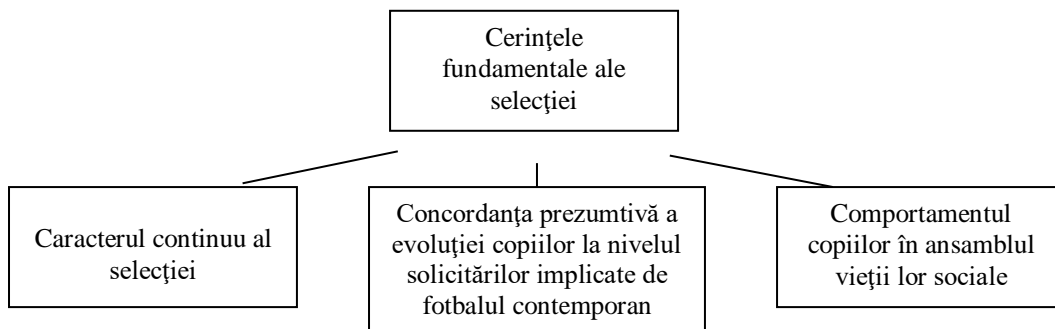 Cerinţele
fundamentale ale
selecţiei
Caracterul continuu al
selecţiei
Concordanţa prezumtivă a
evoluţiei copiilor la nivelul
solicitărilor implicate de
fotbalul contemporan
Comportamentul
copiilor în ansamblul
vieţii lor sociale